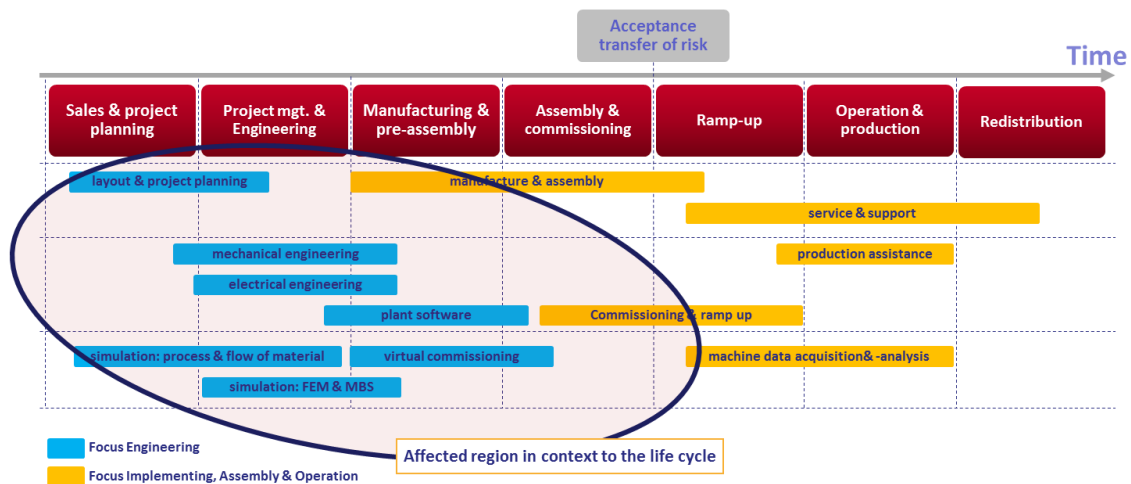 Acceptance
transfer of risk
Time
Sales & project
planning
Project mgt. &
Engineering
Manufacturing &
pre-assembly
Assembly &
commissioning
Ramp-up
Operation &
production
Redistribution
layout & project planning
manufacture & assembly
service & support
mechanical engineering
production assistance
electrical engineering
plant software
Commissioning & ramp up
simulation: process & flow of material
virtual commissioning
machine data acquisition& -analysis
simulation: FEM & MBS
Focus Engineering
Affected region in context to the life cycle
Focus Implementing, Assembly & Operation